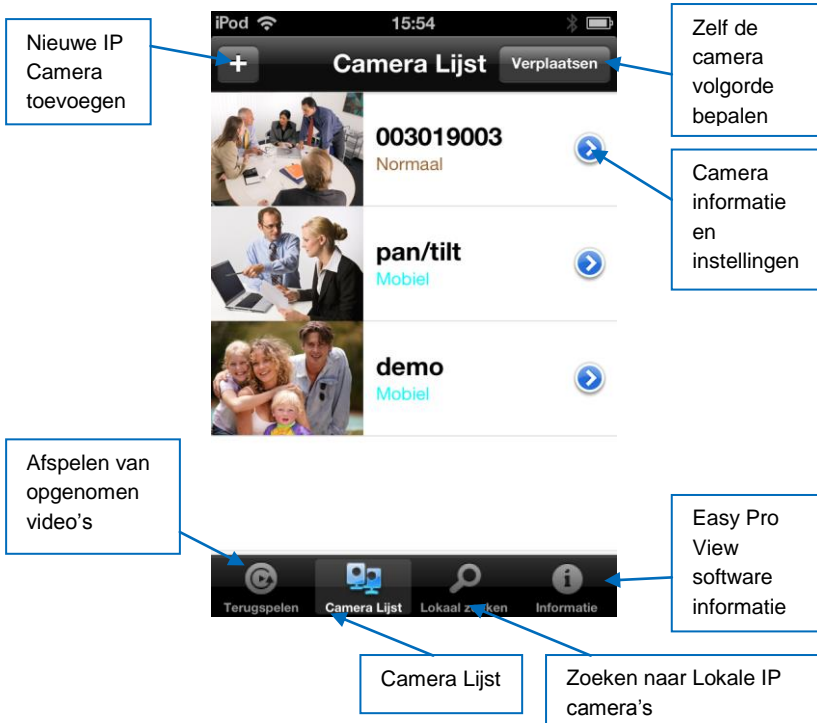 Nieuwe IP
Camera
toevoegen
iPod 15:54
+ Camera Lijst Verplaatsen
Zelf de
camera
volgorde
bepalen
003019003
Normaal
Camera
informatie
en
instellingen
pan/tilt
Mobiel
demo
Mobiel
Afspelen van
opgenomen
video’s
Easy Pro
View
software
informatie
Terugspelen Camera Lijst Lokaal zoeken Informatie
Camera Lijst
Zoeken naar Lokale IP
camera’s